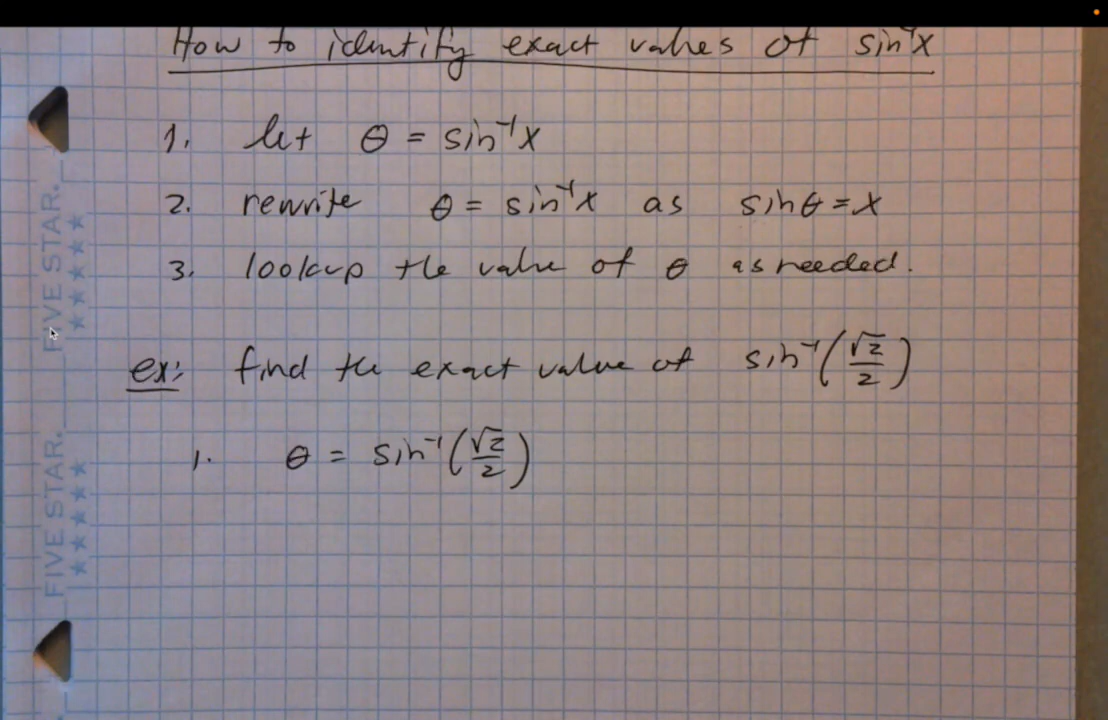 How to identify exact values of sin⁻¹x
1. let θ = sin⁻¹x
2. rewrite θ = sin⁻¹x as sinθ = x
3. lookup the value of θ as needed.
ex: find the exact value of sin⁻¹(√2/2)
1. θ = sin⁻¹(√2/2)
FIVE STAR.
FIVE STAR.